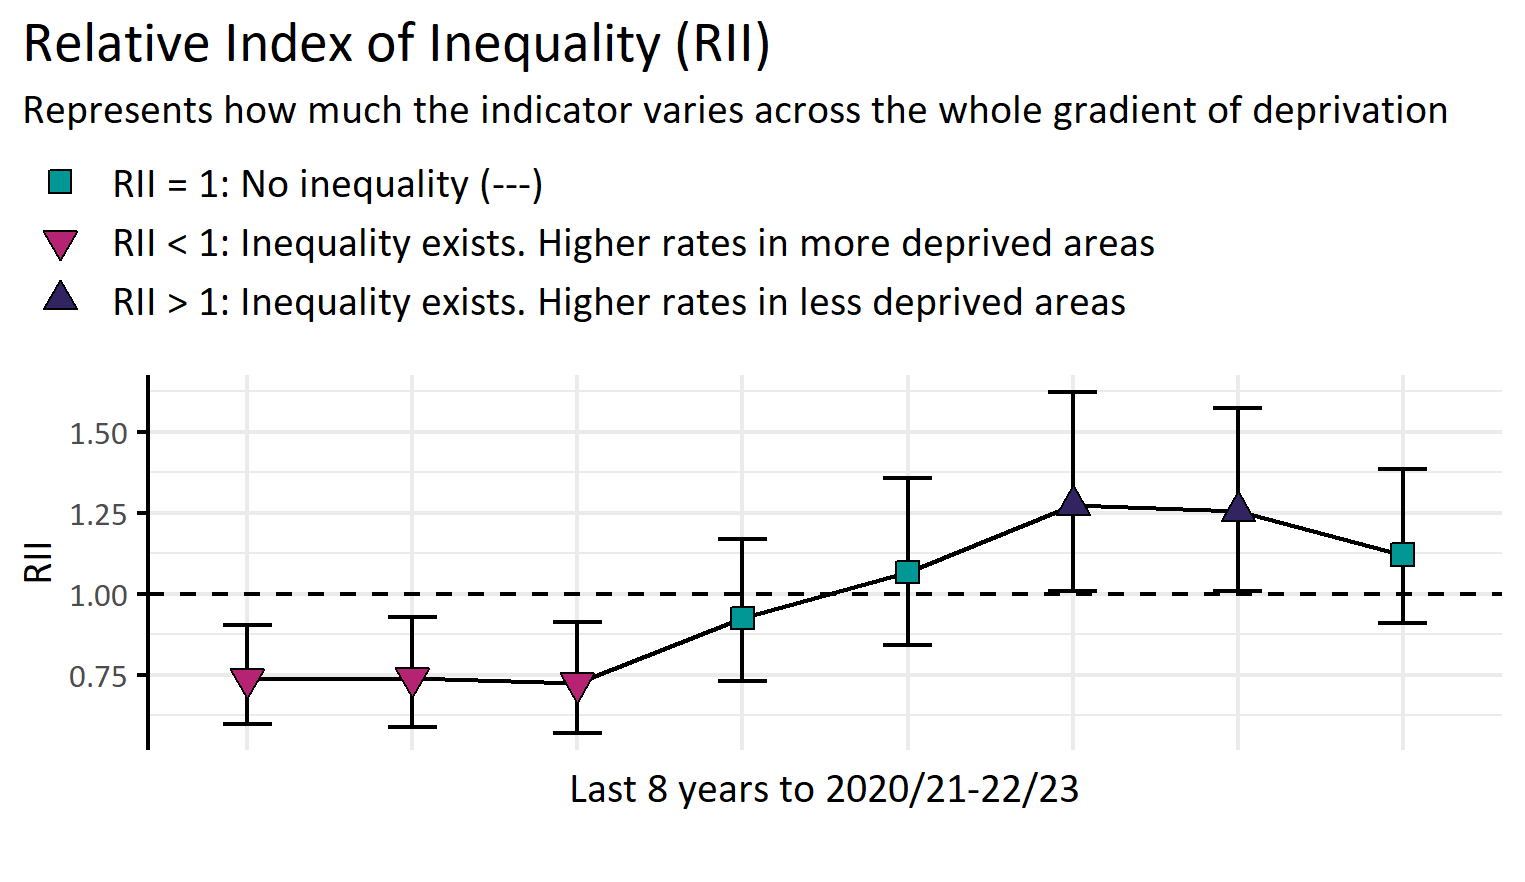 Relative Index of Inequality (RII)
Represents how much the indicator varies across the whole gradient of deprivation
RII = 1: No inequality (---)
RII < 1: Inequality exists. Higher rates in more deprived areas
RII > 1: Inequality exists. Higher rates in less deprived areas
1.50
1.25
1.00
0.75
RII
Last 8 years to 2020/21-22/23